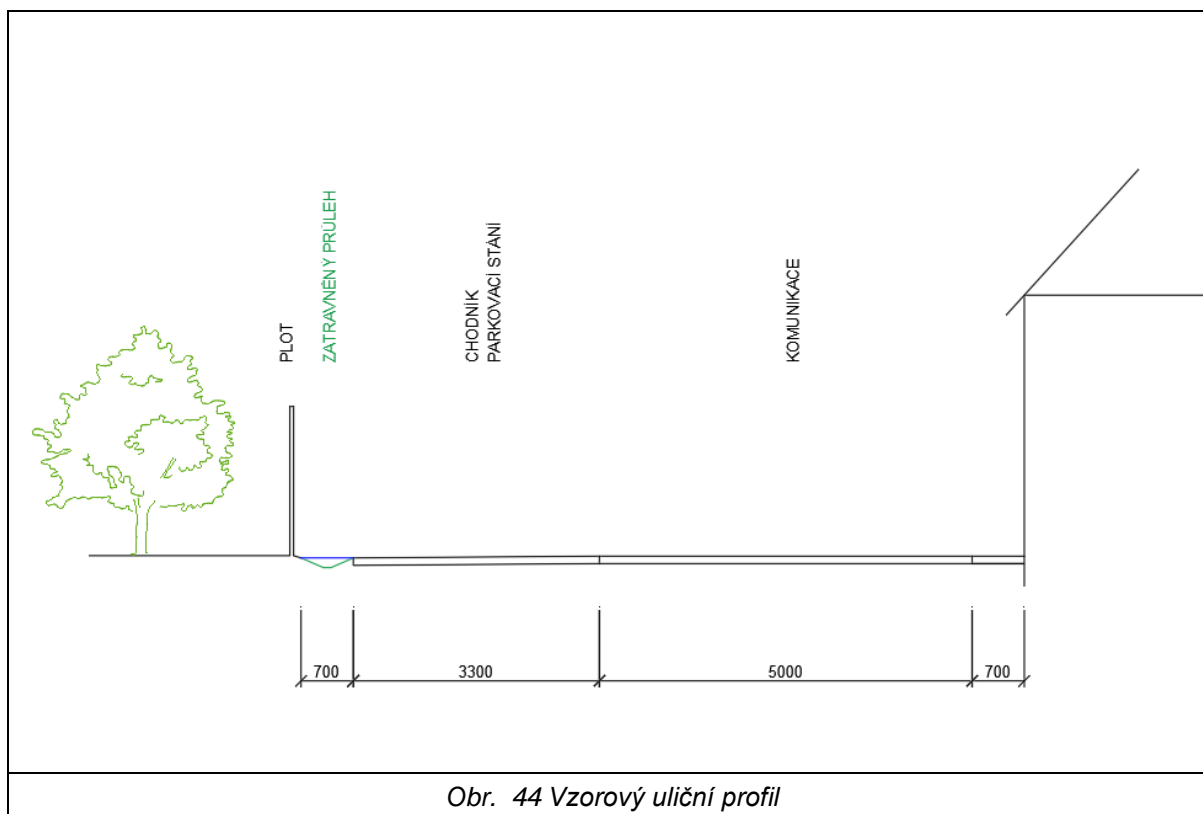 PLOT
ZATRAVNĚNÝ PRŮLEH
CHODNÍK
PARKOVACÍ STÁNÍ
KOMUNIKACE
700
3300
5000
700
Obr. 44 Vzorový uliční profil